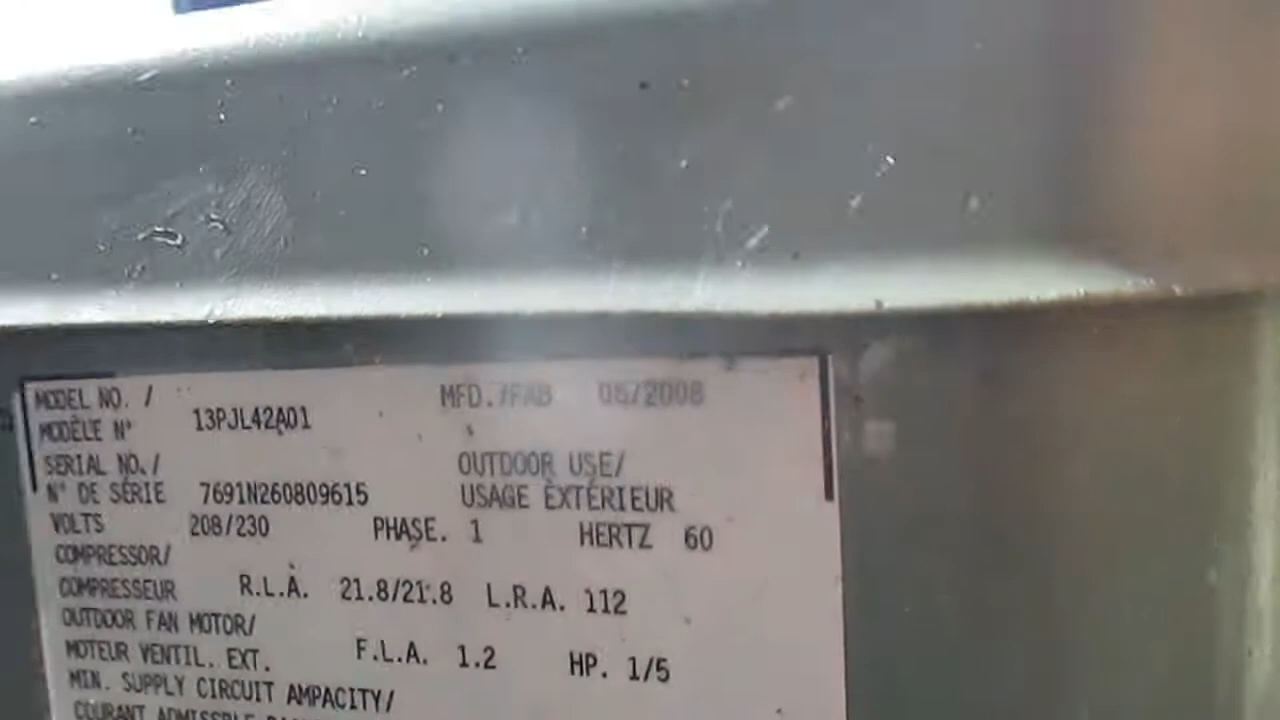 MODEL NO. / MFD./FAB 06/2008
MODÈLE N° 13PJL42A01
SERIAL NO./ OUTDOOR USE/
N° DE SÉRIE 7691N260809615 USAGE EXTÉRIEUR
VOLTS 208/230 PHASE. 1 HERTZ 60
COMPRESSOR/
COMPRESSEUR R.L.A. 21.8/21.8 L.R.A. 112
OUTDOOR FAN MOTOR/
MOTEUR VENTIL. EXT. F.L.A. 1.2 HP. 1/5
MIN. SUPPLY CIRCUIT AMPACITY/
COURANT ADMISSBLE